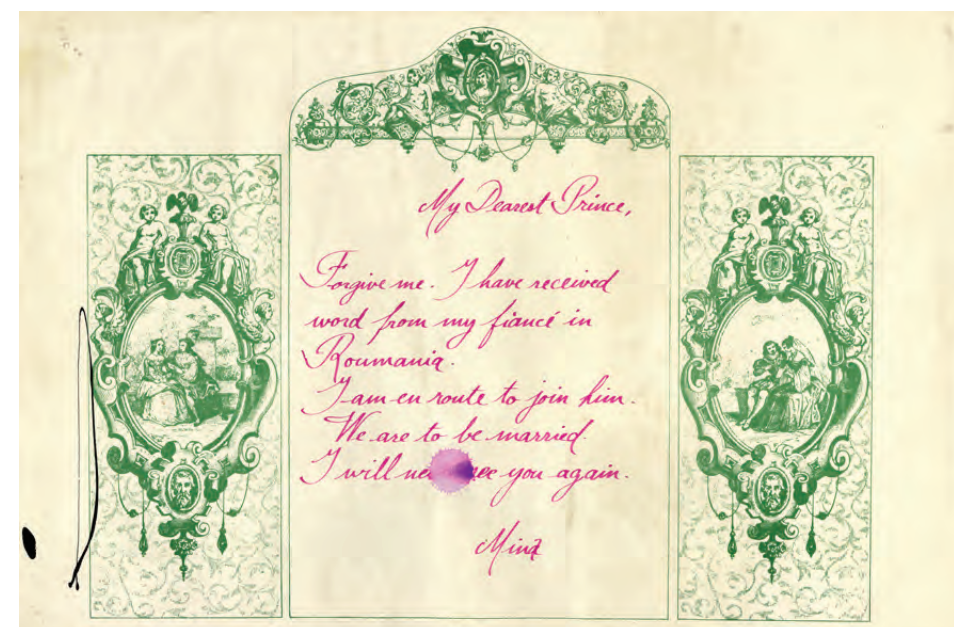 My Dearest Prince,
Forgive me. I have received
word from my fiancé in
Roumania.
I am en route to join him.
We are to be married.
I will see you again.
Mina